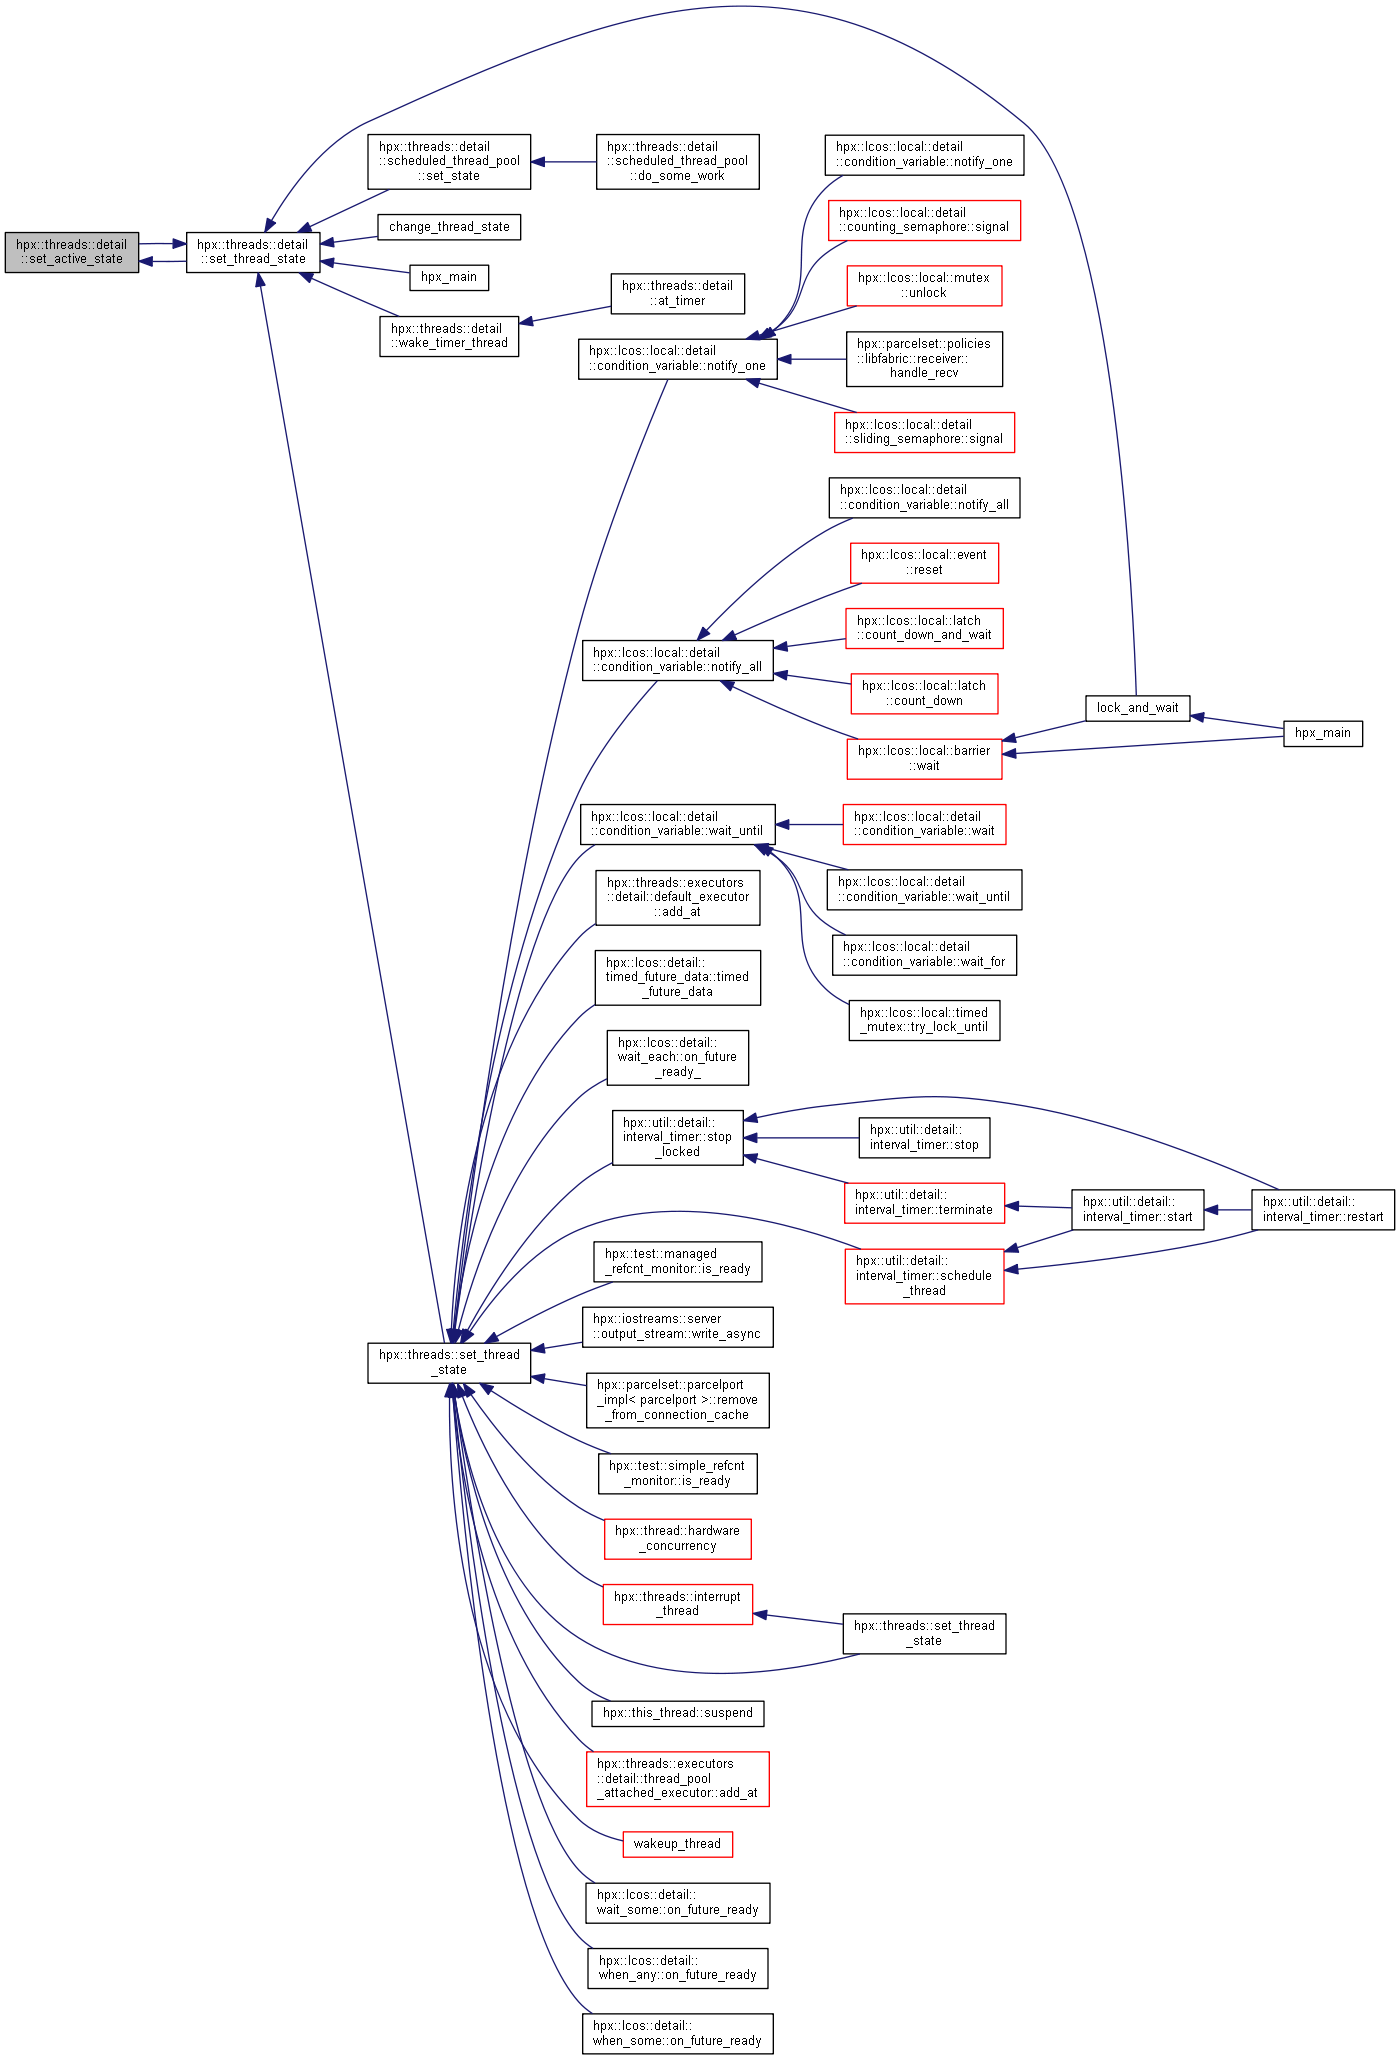 hpx::threads::detail
::set_active_state
hpx::threads::detail
::set_thread_state
hpx::threads::detail
::scheduled_thread_pool
::set_state
hpx::threads::detail
::scheduled_thread_pool
::do_some_work
change_thread_state
hpx_main
hpx::threads::detail
::wake_timer_thread
hpx::threads::detail
::at_timer
hpx::threads::set_thread
_state
hpx::lcos::local::detail
::condition_variable::notify_one
hpx::lcos::local::detail
::condition_variable::notify_one
hpx::lcos::local::detail
::counting_semaphore::signal
hpx::lcos::local::mutex
::unlock
hpx::parcelset::policies
::libfabric::receiver::
handle_recv
hpx::lcos::local::detail
::sliding_semaphore::signal
hpx::lcos::local::detail
::condition_variable::notify_all
hpx::lcos::local::detail
::condition_variable::notify_all
hpx::lcos::local::event
::reset
hpx::lcos::local::latch
::count_down_and_wait
hpx::lcos::local::latch
::count_down
hpx::lcos::local::barrier
::wait
lock_and_wait
hpx_main
hpx::lcos::local::detail
::condition_variable::wait_until
hpx::lcos::local::detail
::condition_variable::wait
hpx::lcos::local::detail
::condition_variable::wait_until
hpx::lcos::local::detail
::condition_variable::wait_for
hpx::lcos::local::timed
_mutex::try_lock_until
hpx::threads::executors
::detail::default_executor
::add_at
hpx::lcos::detail::
timed_future_data::timed
_future_data
hpx::lcos::detail::
wait_each::on_future
_ready_
hpx::util::detail::
interval_timer::stop
_locked
hpx::util::detail::
interval_timer::stop
hpx::util::detail::
interval_timer::terminate
hpx::util::detail::
interval_timer::start
hpx::util::detail::
interval_timer::restart
hpx::util::detail::
interval_timer::schedule
_thread
hpx::test::managed
_refcnt_monitor::is_ready
hpx::iostreams::server
::output_stream::write_async
hpx::parcelset::parcelport
_impl< parcelport >::remove
_from_connection_cache
hpx::test::simple_refcnt
_monitor::is_ready
hpx::thread::hardware
_concurrency
hpx::threads::interrupt
_thread
hpx::threads::set_thread
_state
hpx::this_thread::suspend
hpx::threads::executors
::detail::thread_pool
_attached_executor::add_at
wakeup_thread
hpx::lcos::detail::
wait_some::on_future_ready
hpx::lcos::detail::
when_any::on_future_ready
hpx::lcos::detail::
when_some::on_future_ready